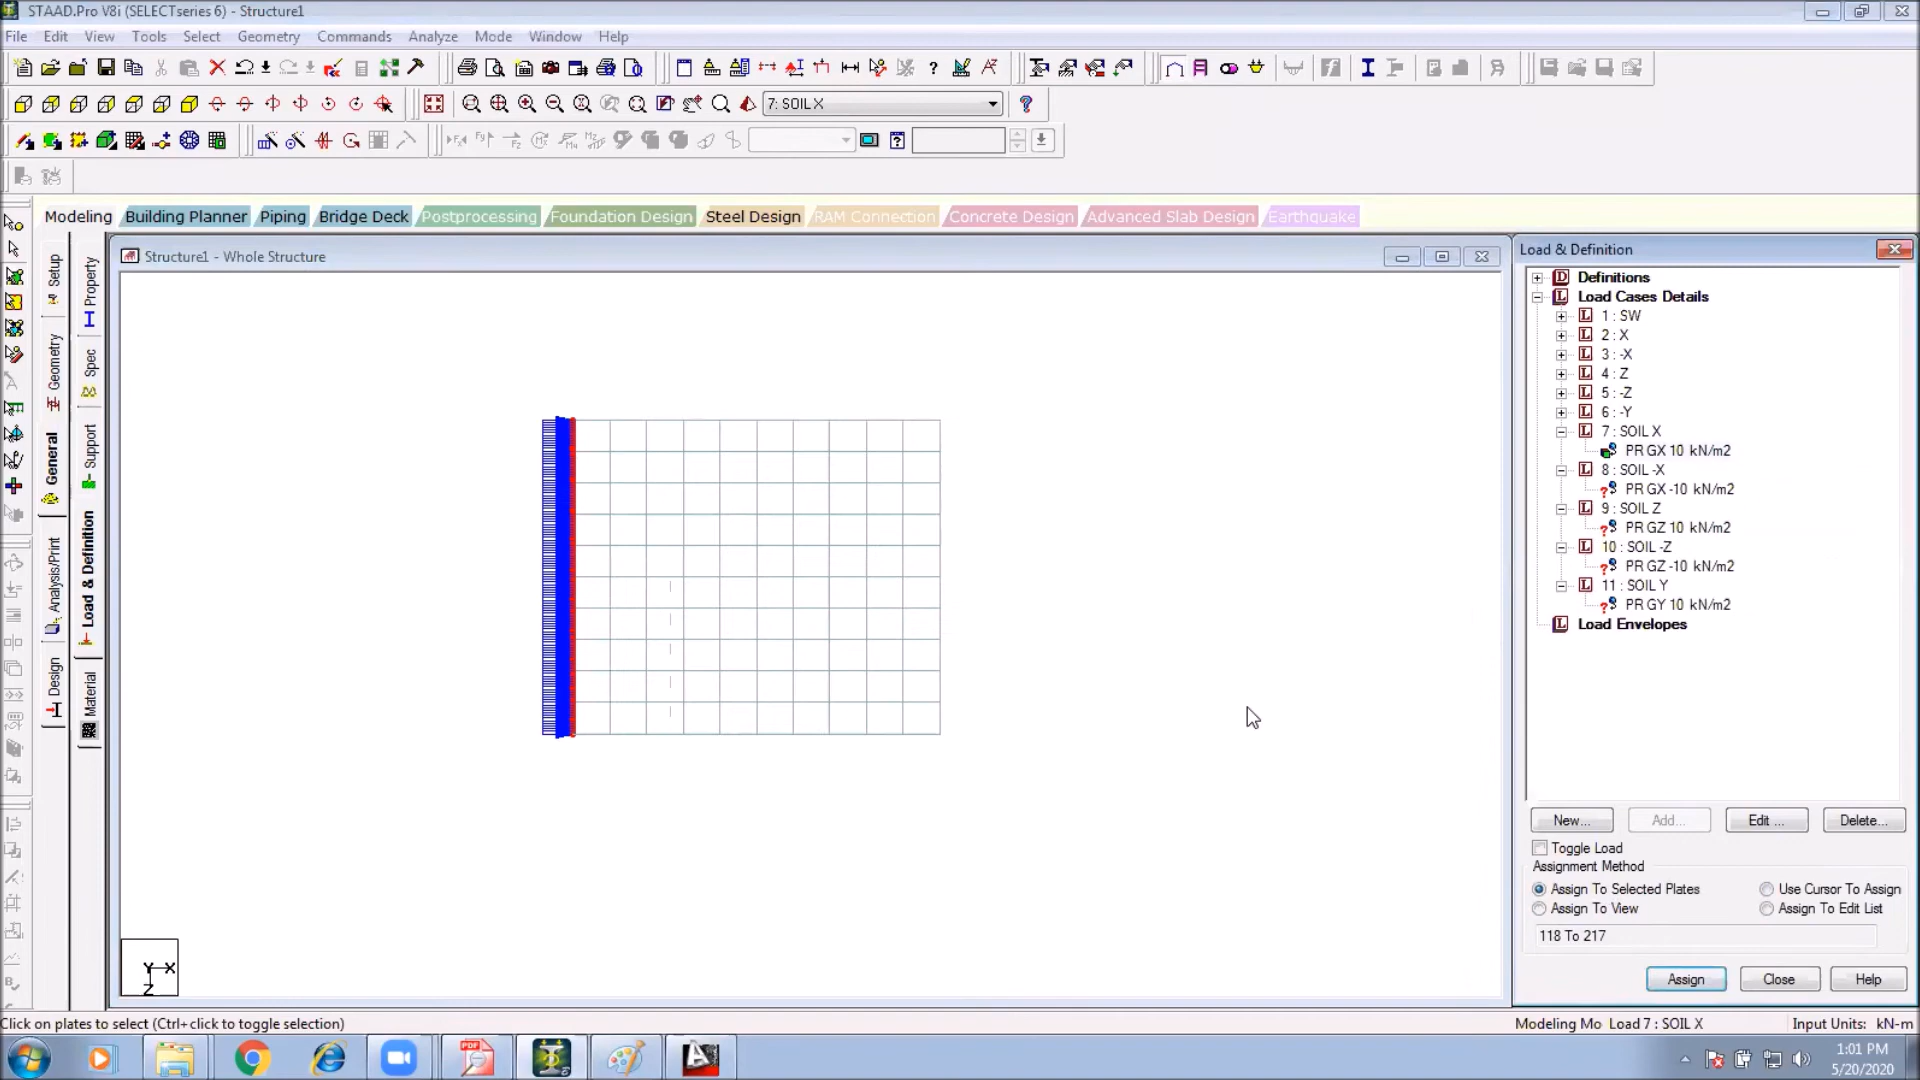 STAAD.Pro V8i (SELECTseries 6) - Structure1
File Edit View Tools Select Geometry Commands Analyze Mode Window Help
7: SOIL X
Modeling Building Planner Piping Bridge Deck Postprocessing Foundation Design Steel Design RAM Connection Concrete Design Advanced Slab Design Earthquake
Setup
Geometry
General
Analysis/Print
Design
Property
Spec
Support
Load & Definition
Material
Structure1 - Whole Structure
Y X
Z
Load & Definition
Definitions
Load Cases Details
1 : SW
2 : X
3 : -X
4 : Z
5 : -Z
6 : -Y
7 : SOIL X
PR GX 10 kN/m2
8 : SOIL -X
PR GX -10 kN/m2
9 : SOIL Z
PR GZ 10 kN/m2
10 : SOIL -Z
PR GZ -10 kN/m2
11 : SOIL Y
PR GY 10 kN/m2
Load Envelopes
New... Add... Edit ... Delete...
Toggle Load
Assignment Method
Assign To Selected Plates Use Cursor To Assign
Assign To View Assign To Edit List
118 To 217
Assign Close Help
Click on plates to select (Ctrl+click to toggle selection) Modeling Mo Load 7 : SOIL X Input Units: kN-m
1:01 PM
5/20/2020